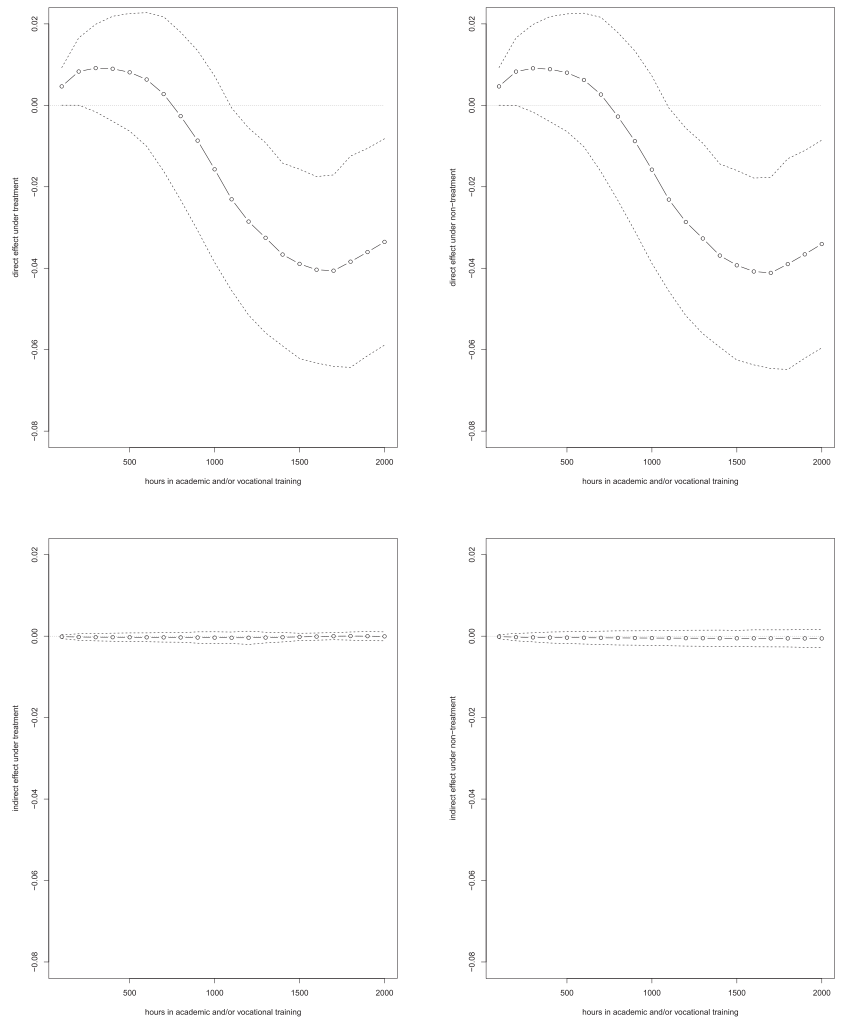 direct effect under treatment
0.02
0.00
−0.02
−0.04
−0.06
−0.08
500 1000 1500 2000
hours in academic and/or vocational training
direct effect under non−treatment
0.02
0.00
−0.02
−0.04
−0.06
−0.08
500 1000 1500 2000
hours in academic and/or vocational training
indirect effect under treatment
0.02
0.00
−0.02
−0.04
−0.06
−0.08
500 1000 1500 2000
hours in academic and/or vocational training
indirect effect under non−treatment
0.02
0.00
−0.02
−0.04
−0.06
−0.08
500 1000 1500 2000
hours in academic and/or vocational training